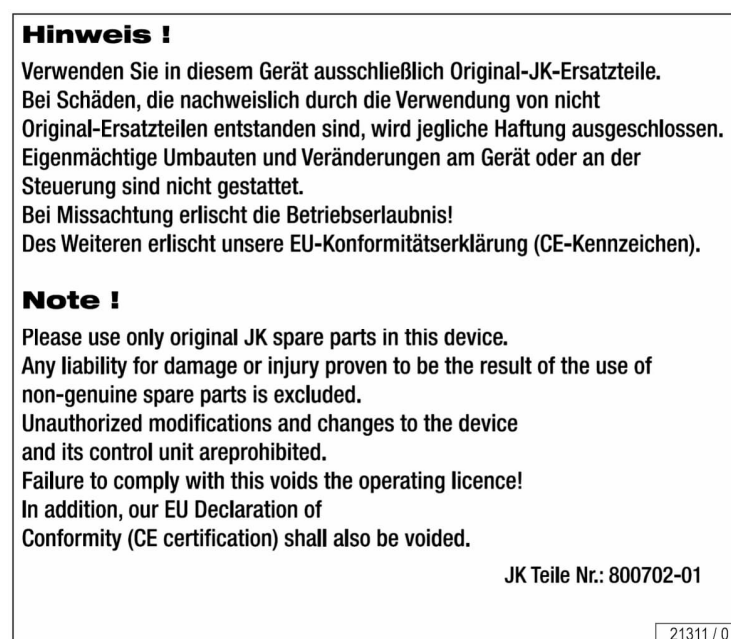 Hinweis !
Verwenden Sie in diesem Gerät ausschließlich Original-JK-Ersatzteile.
Bei Schäden, die nachweislich durch die Verwendung von nicht
Original-Ersatzteilen entstanden sind, wird jegliche Haftung ausgeschlossen.
Eigenmächtige Umbauten und Veränderungen am Gerät oder an der
Steuerung sind nicht gestattet.
Bei Missachtung erlischt die Betriebserlaubnis!
Des Weiteren erlischt unsere EU-Konformitätserklärung (CE-Kennzeichen).
Note !
Please use only original JK spare parts in this device.
Any liability for damage or injury proven to be the result of the use of
non-genuine spare parts is excluded.
Unauthorized modifications and changes to the device
and its control unit areprohibited.
Failure to comply with this voids the operating licence!
In addition, our EU Declaration of
Conformity (CE certification) shall also be voided.
JK Teile Nr.: 800702-01
21311 / 0